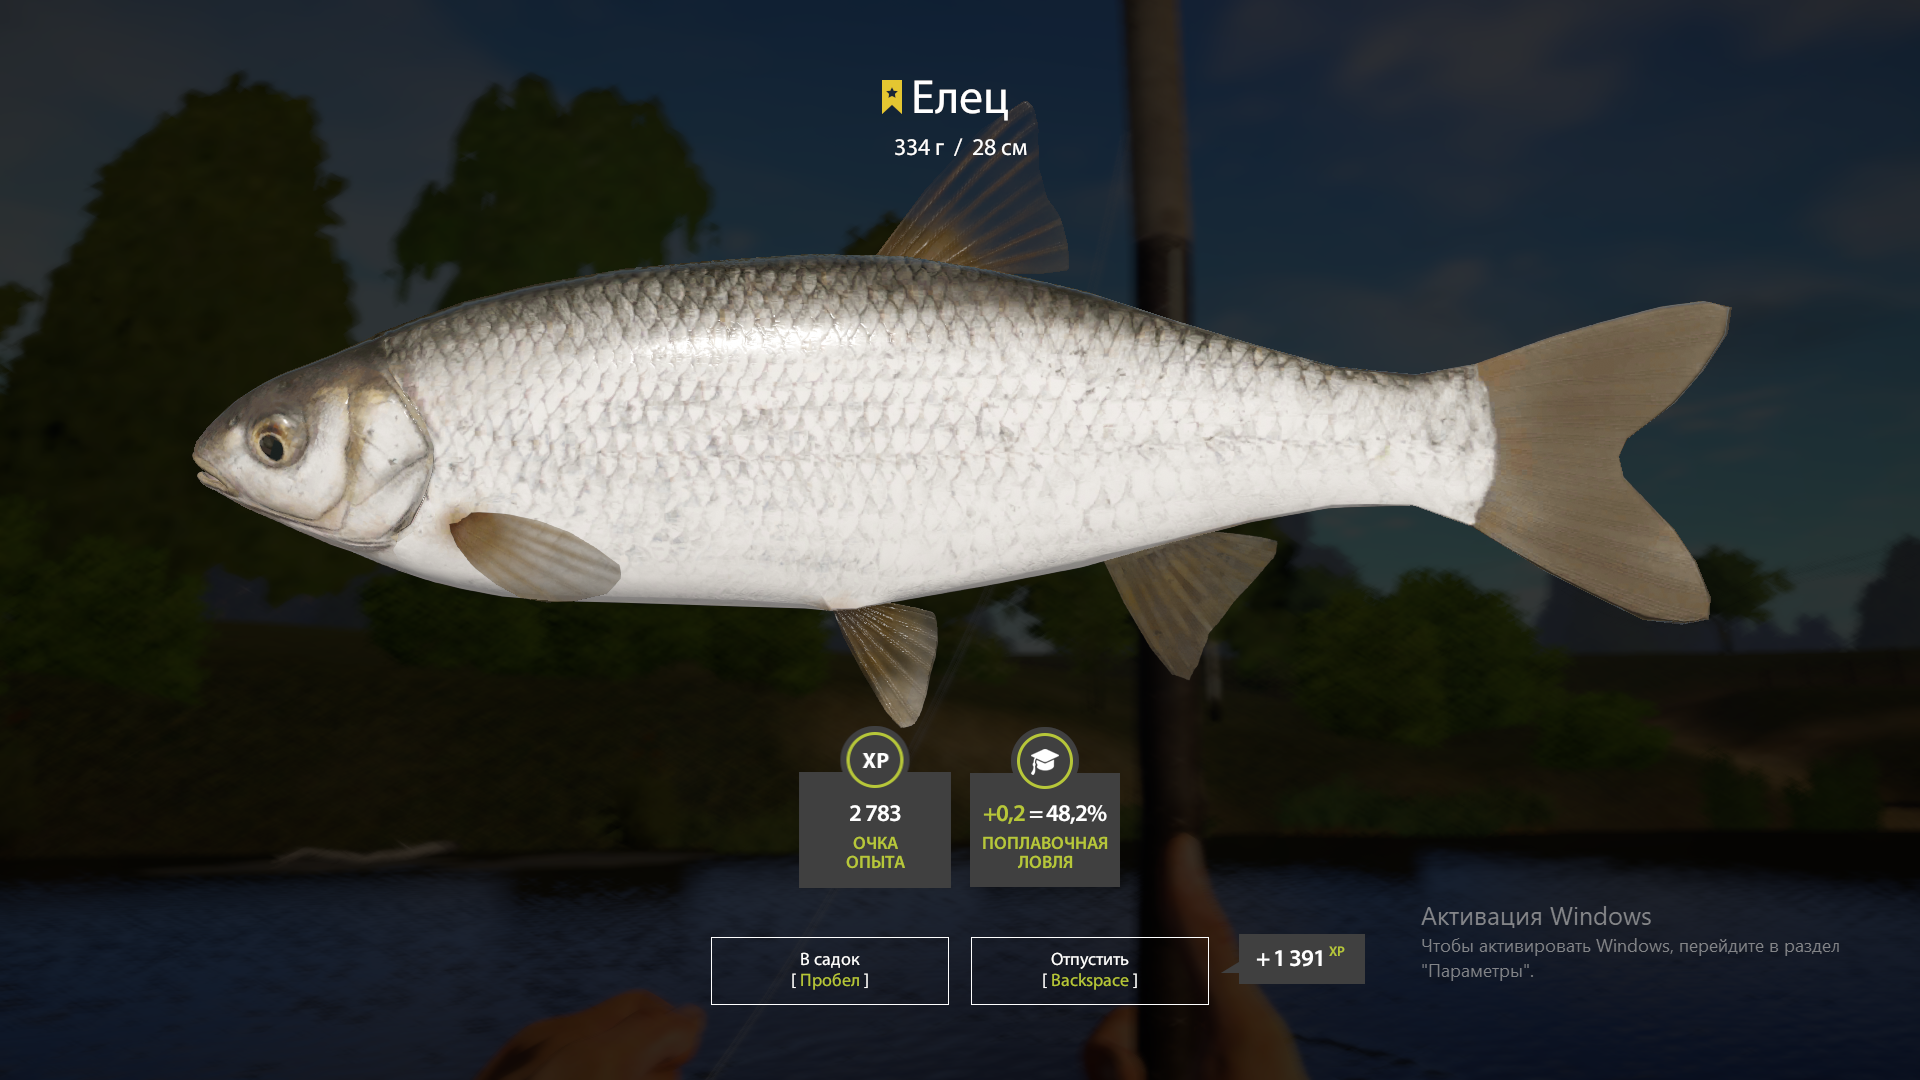 Елец
334 г / 28 см
XP
2 783
ОЧКА
ОПЫТА
+0,2 = 48,2%
ПОПЛАВОЧНАЯ
ЛОВЛЯ
В садок
[ Пробел ]
Отпустить
[ Backspace ]
+ 1 391 XP
Активация Windows
Чтобы активировать Windows, перейдите в раздел
"Параметры".